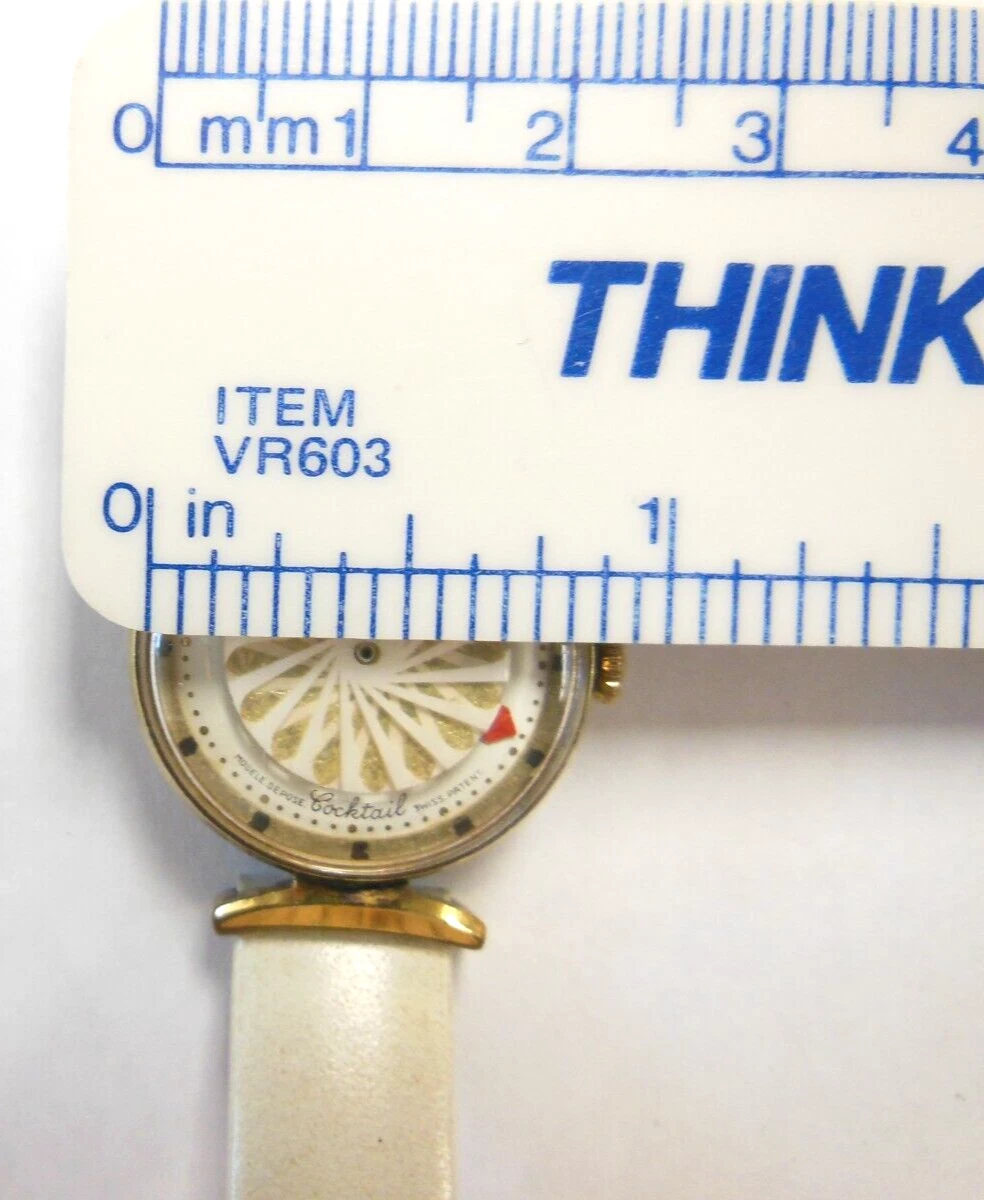 0 mm 1 2 3 4
THINK
ITEM
VR603
0 in 1
MODELE DEPOSE Cocktail SWISS PATENT